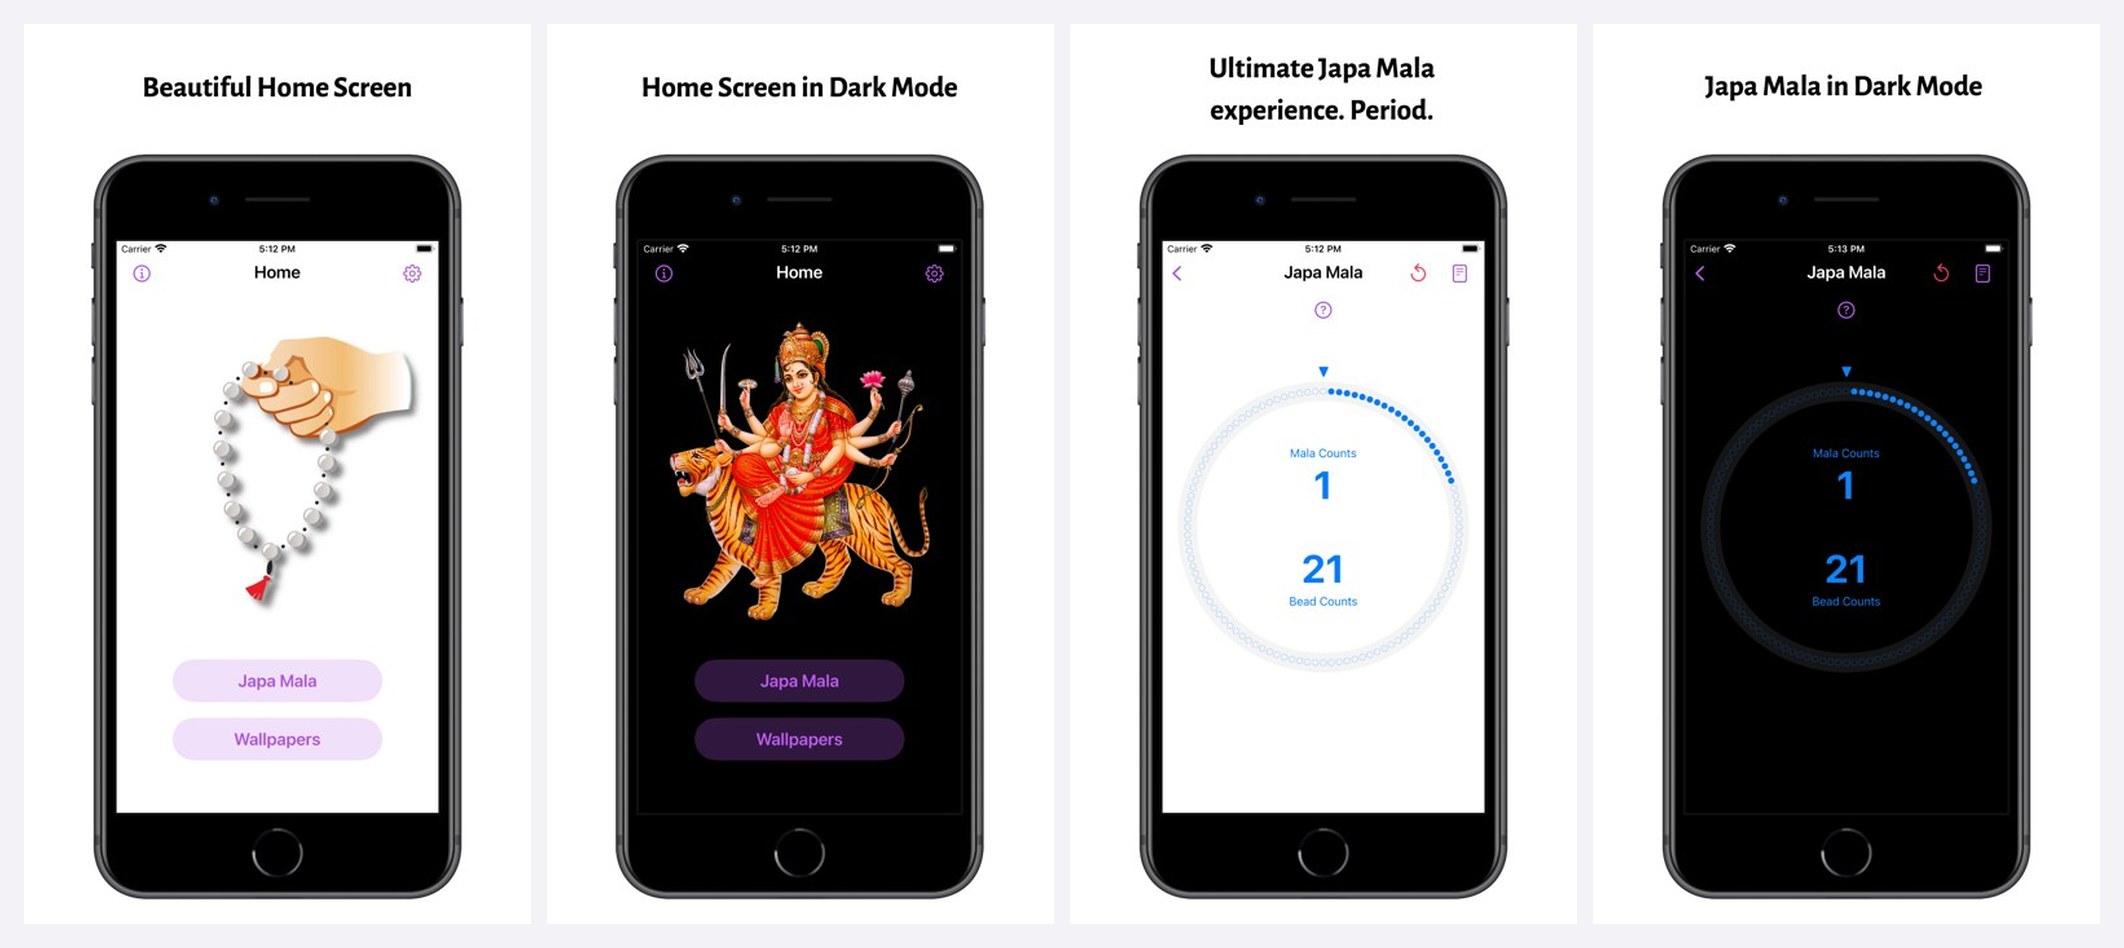 Beautiful Home Screen
Carrier 5:12 PM
Home
Japa Mala
Wallpapers
Home Screen in Dark Mode
Carrier 5:12 PM
Home
Japa Mala
Wallpapers
Ultimate Japa Mala
experience. Period.
Carrier 5:12 PM
Japa Mala
?
Mala Counts
1
21
Bead Counts
Japa Mala in Dark Mode
Carrier 5:13 PM
Japa Mala
?
Mala Counts
1
21
Bead Counts